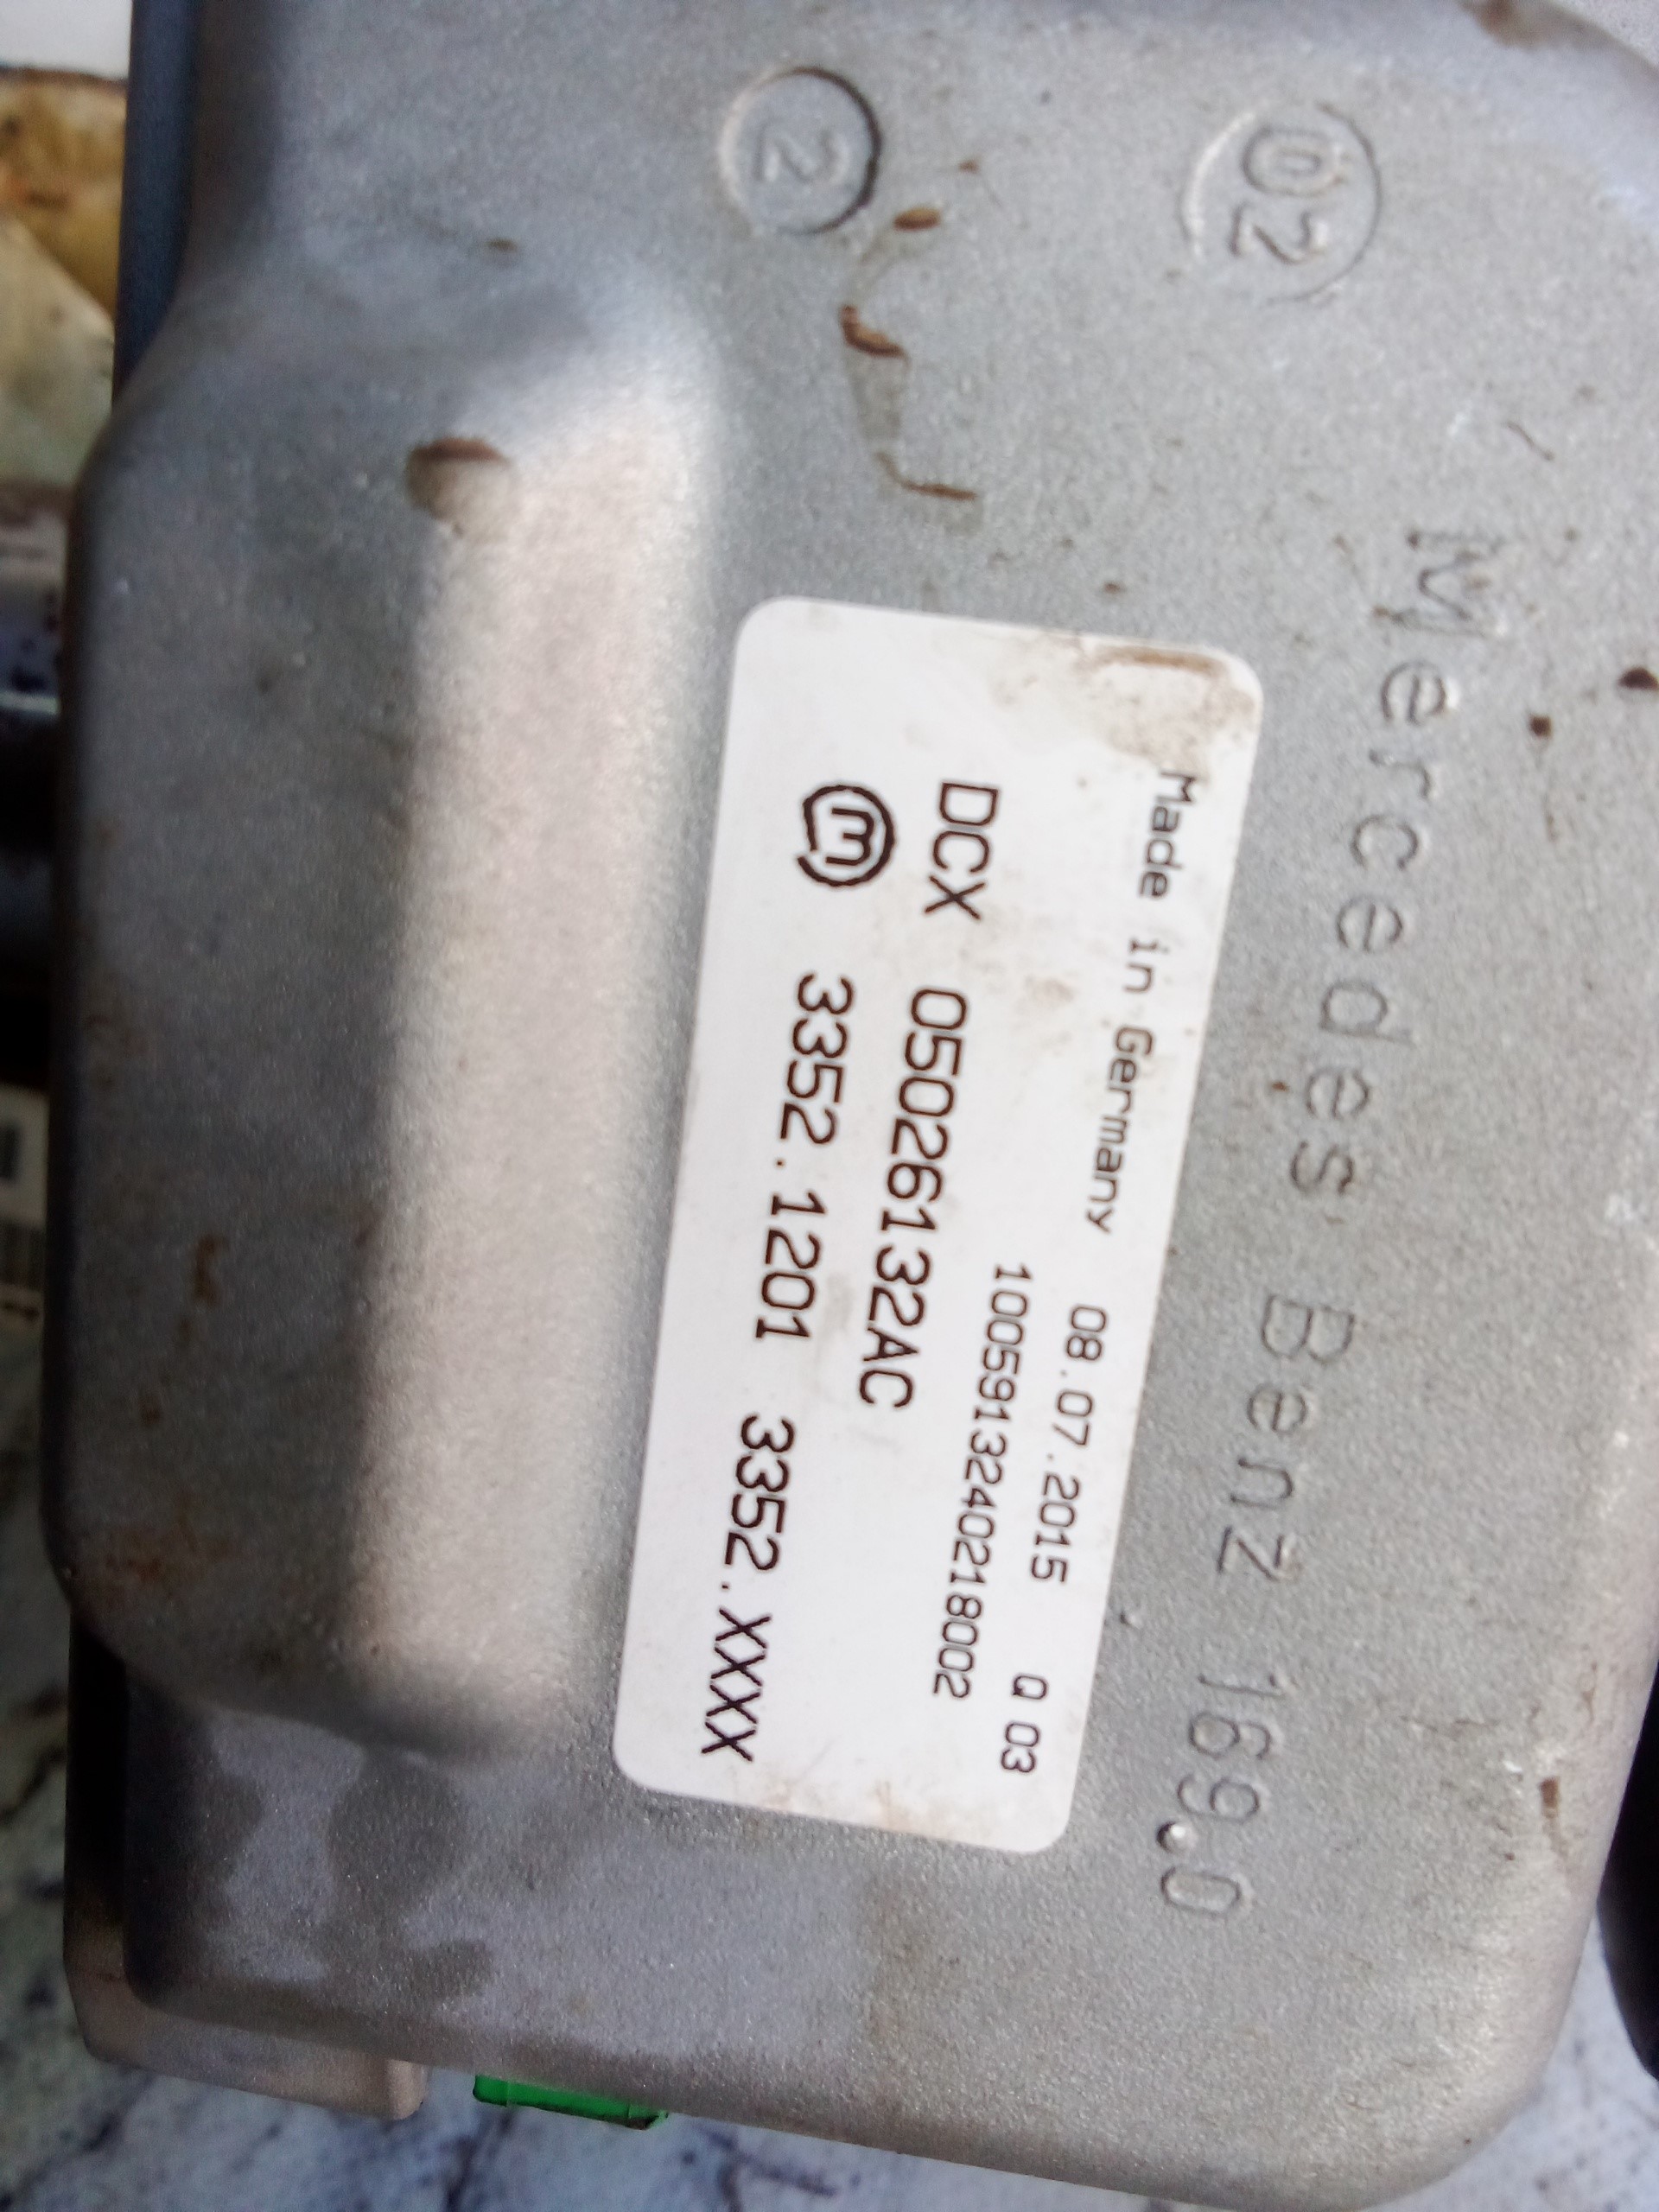 02
2
Mercedes Benz 169.0
Made in Germany 08.07.2015 Q 03
1005913240218002
DCX 05026132AC
m 3352.1201 3352.XXXX